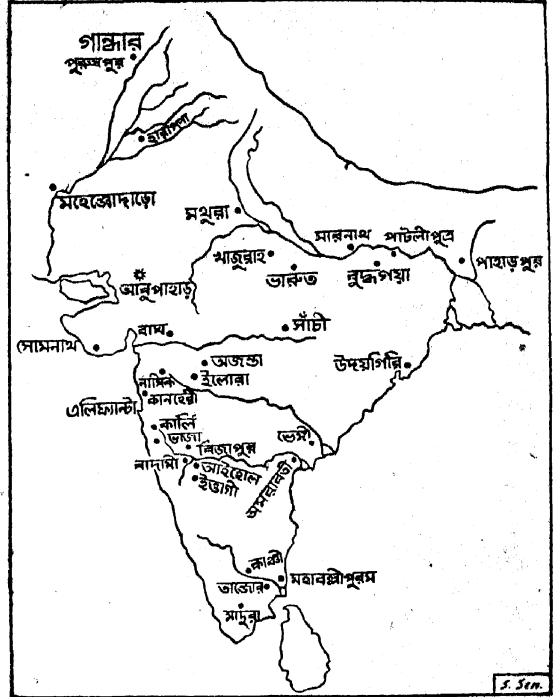 গান্ধার
পুরুষপুর
হারাপ্পা
মহেঞ্জোদাড়ো
মথুরা
সারনাথ
পাটলীপুত্র
খাজুরাহ
ভারুত
বুদ্ধগয়া
পাহাড়পুর
আবুপাহাড়
বাঘ
সাঁচী
সোমনাথ
অজন্তা
উদয়গিরি
নাসিক
ইলোরা
কানহেরী
এলিফ্যান্টা
কার্লি
ভাজা
বিজাপুর
ভেঙ্গী
বাদামী
আইহোল
ইত্তাগী
অমরাবতী
কাঞ্চী
মহাবল্লীপুরম
তাঞ্জোর
মাদুরা
S. Sen.